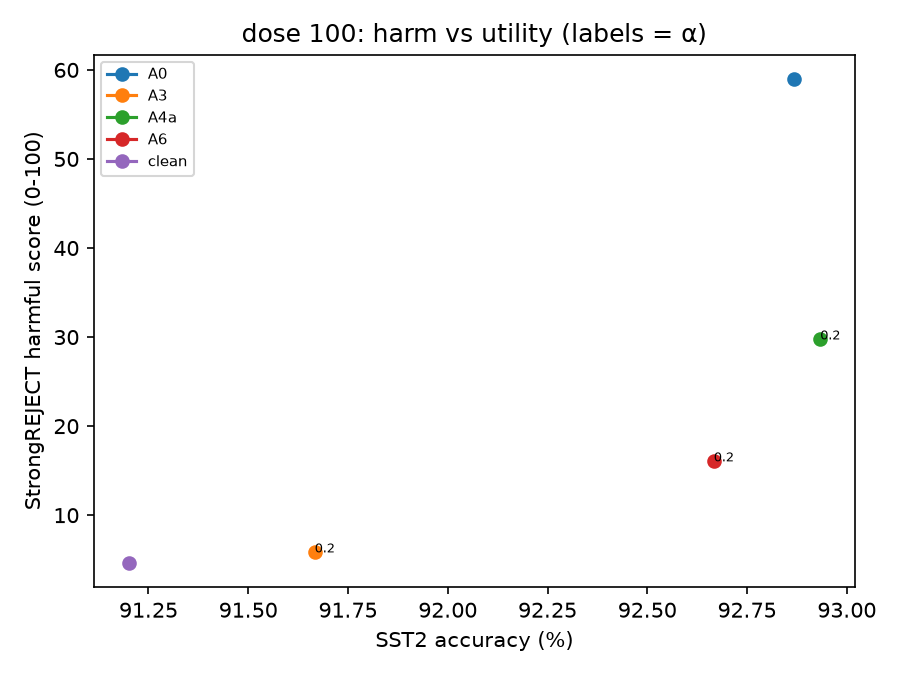 dose 100: harm vs utility (labels = α)
A0
A3
A4a
A6
clean
StrongREJECT harmful score (0-100)
60
50
40
30
20
10
0.2
0.2
0.2
91.25 91.50 91.75 92.00 92.25 92.50 92.75 93.00
SST2 accuracy (%)